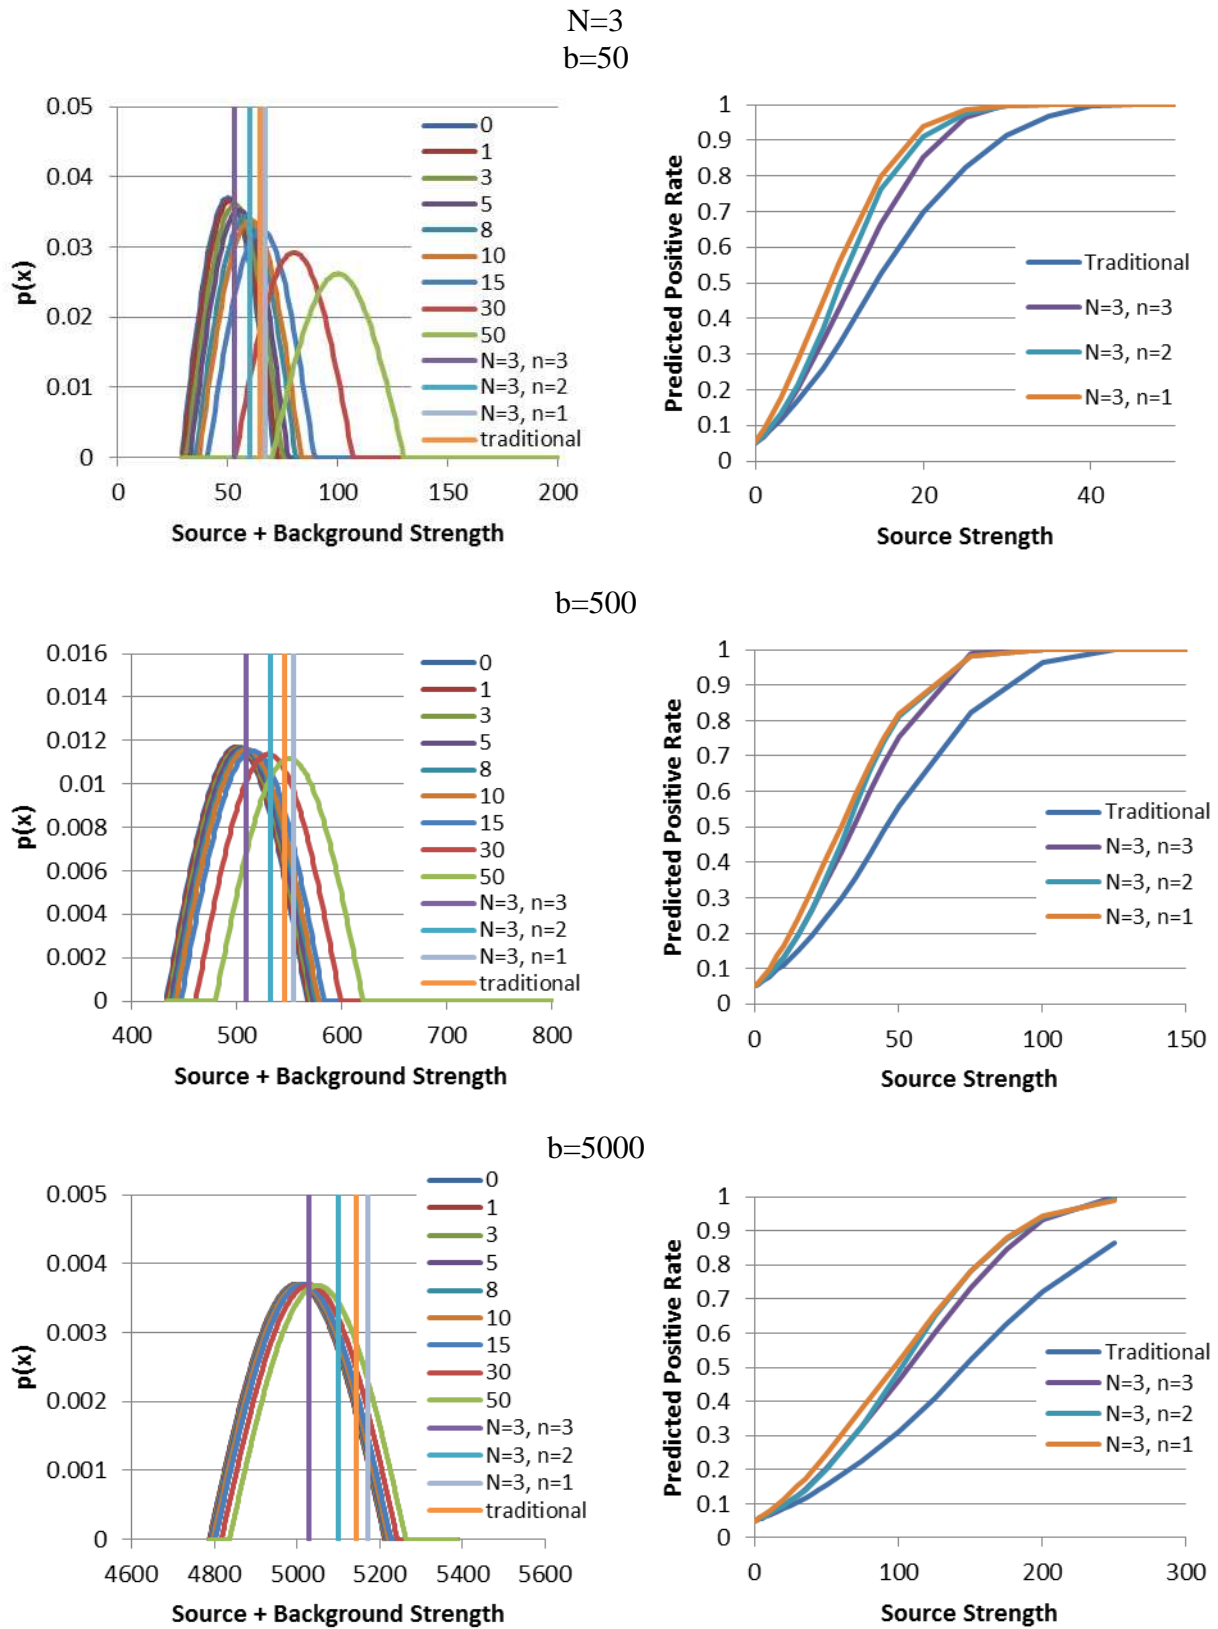 N=3
b=50
0.05
0.04
0.03
0.02
0.01
0
p(x)
0
50
100
150
200
Source + Background Strength
0
1
3
5
8
10
15
30
50
N=3, n=3
N=3, n=2
N=3, n=1
traditional
1
0.9
0.8
0.7
0.6
0.5
0.4
0.3
0.2
0.1
0
Predicted Positive Rate
0
20
40
Source Strength
Traditional
N=3, n=3
N=3, n=2
N=3, n=1
b=500
0.016
0.014
0.012
0.01
0.008
0.006
0.004
0.002
0
p(x)
400
500
600
700
800
Source + Background Strength
0
1
3
5
8
10
15
30
50
N=3, n=3
N=3, n=2
N=3, n=1
traditional
1
0.9
0.8
0.7
0.6
0.5
0.4
0.3
0.2
0.1
0
Predicted Positive Rate
0
50
100
150
Source Strength
Traditional
N=3, n=3
N=3, n=2
N=3, n=1
b=5000
0.005
0.004
0.003
0.002
0.001
0
p(x)
4600
4800
5000
5200
5400
5600
Source + Background Strength
0
1
3
5
8
10
15
30
50
N=3, n=3
N=3, n=2
N=3, n=1
traditional
1
0.9
0.8
0.7
0.6
0.5
0.4
0.3
0.2
0.1
0
Predicted Positive Rate
0
100
200
300
Source Strength
Traditional
N=3, n=3
N=3, n=2
N=3, n=1